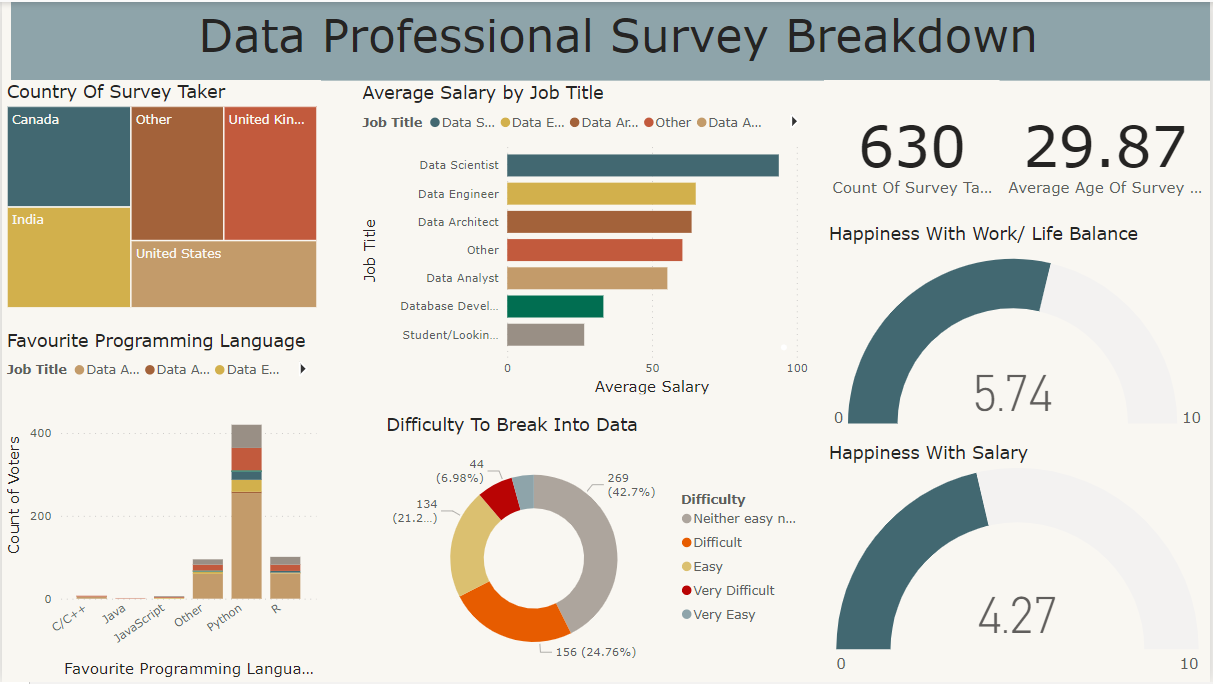 Data Professional Survey Breakdown
Country Of Survey Taker
Canada
Other
United Kin...
India
United States
Average Salary by Job Title
Job Title Data S... Data E... Data Ar... Other Data A...
Job Title
Data Scientist
Data Engineer
Data Architect
Other
Data Analyst
Database Devel...
Student/Lookin...
0 50 100
Average Salary
630
Count Of Survey Ta...
29.87
Average Age Of Survey ...
Happiness With Work/ Life Balance
5.74
0 10
Favourite Programming Language
Job Title Data A... Data A... Data E...
Count of Voters
400
200
0
C/C++ Java JavaScript Other Python R
Favourite Programming Langua...
Difficulty To Break Into Data
44
(6.98%)
269
(42.7%)
134
(21.2...)
156 (24.76%)
Difficulty
Neither easy n...
Difficult
Easy
Very Difficult
Very Easy
Happiness With Salary
4.27
0 10